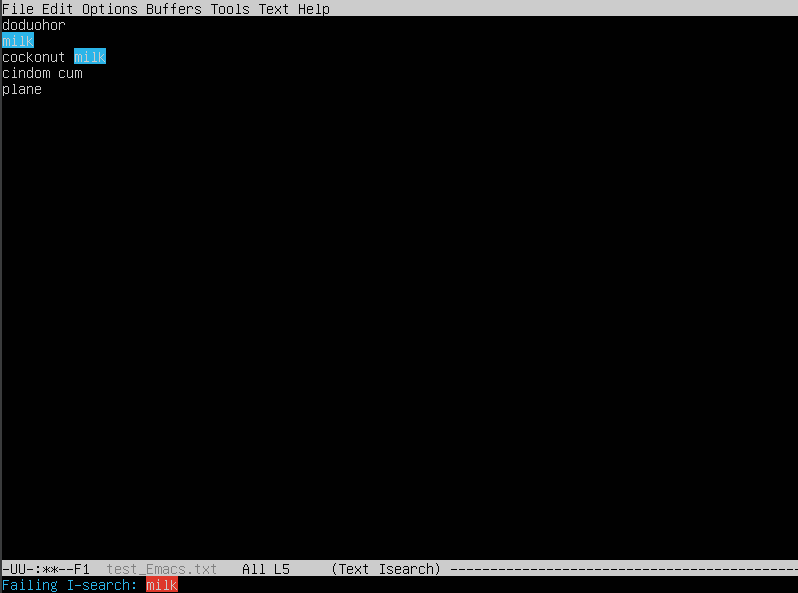 File Edit Options Buffers Tools Text Help
doduohor
milk
cockonut milk
cindom cum
plane
-UU-:**--F1  test_Emacs.txt   All L5     (Text Isearch) --------------------------------------------
Failing I-search: milk